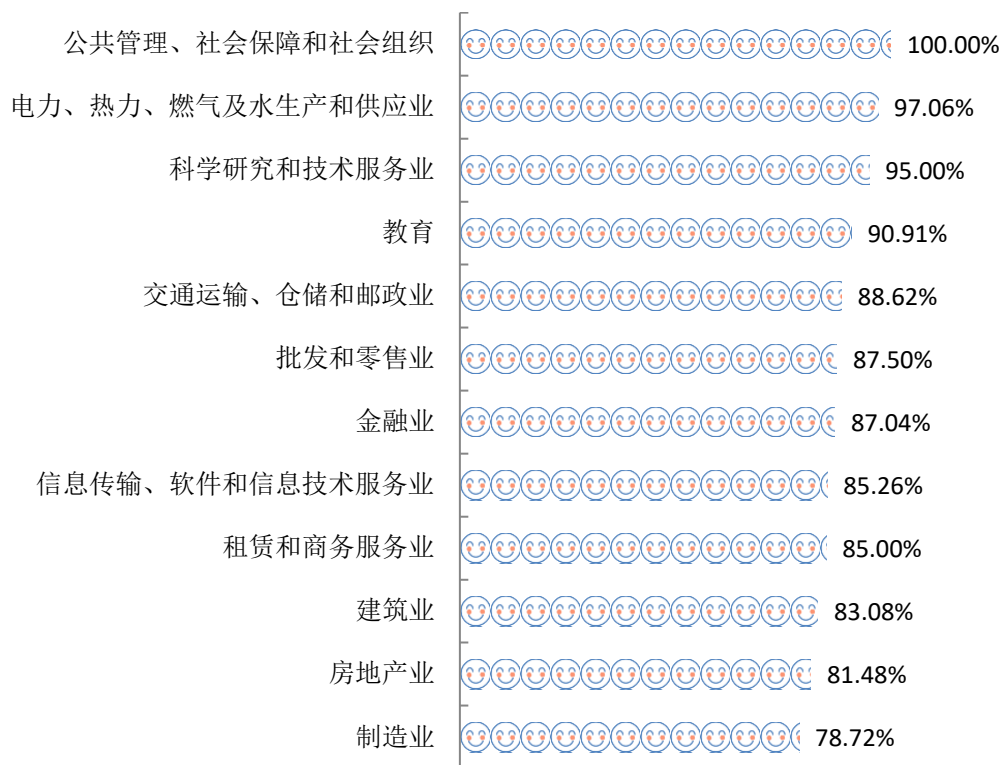 公共管理、社会保障和社会组织 100.00%
电力、热力、燃气及水生产和供应业 97.06%
科学研究和技术服务业 95.00%
教育 90.91%
交通运输、仓储和邮政业 88.62%
批发和零售业 87.50%
金融业 87.04%
信息传输、软件和信息技术服务业 85.26%
租赁和商务服务业 85.00%
建筑业 83.08%
房地产业 81.48%
制造业 78.72%